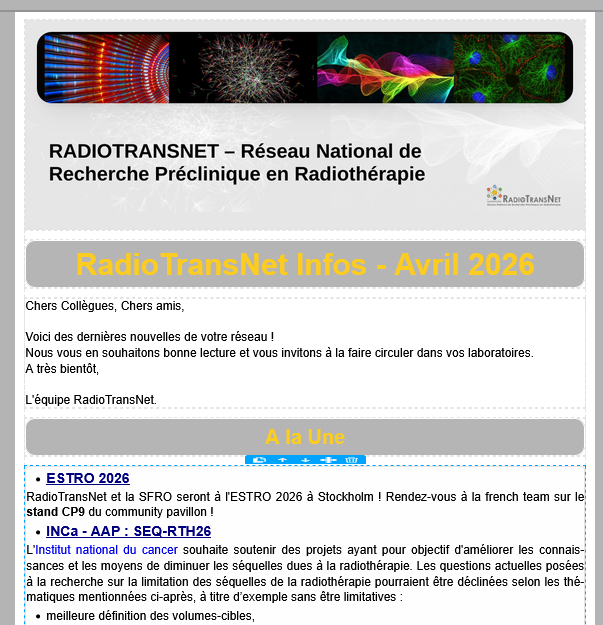 RADIOTRANSNET – Réseau National de
Recherche Préclinique en Radiothérapie
RADIOTRANSNET
RadioTransNet Infos - Avril 2026
Chers Collègues, Chers amis,
Voici des dernières nouvelles de votre réseau !
Nous vous en souhaitons bonne lecture et vous invitons à la faire circuler dans vos laboratoires.
A très bientôt,
L'équipe RadioTransNet.
A la Une
• ESTRO 2026
RadioTransNet et la SFRO seront à l'ESTRO 2026 à Stockholm ! Rendez-vous à la french team sur le
stand CP9 du community pavillon !
• INCa - AAP : SEQ-RTH26
L'Institut national du cancer souhaite soutenir des projets ayant pour objectif d'améliorer les connais-
sances et les moyens de diminuer les séquelles dues à la radiothérapie. Les questions actuelles posées
à la recherche sur la limitation des séquelles de la radiothérapie pourraient être déclinées selon les thé-
matiques mentionnées ci-après, à titre d'exemple sans être limitatives :
• meilleure définition des volumes-cibles,